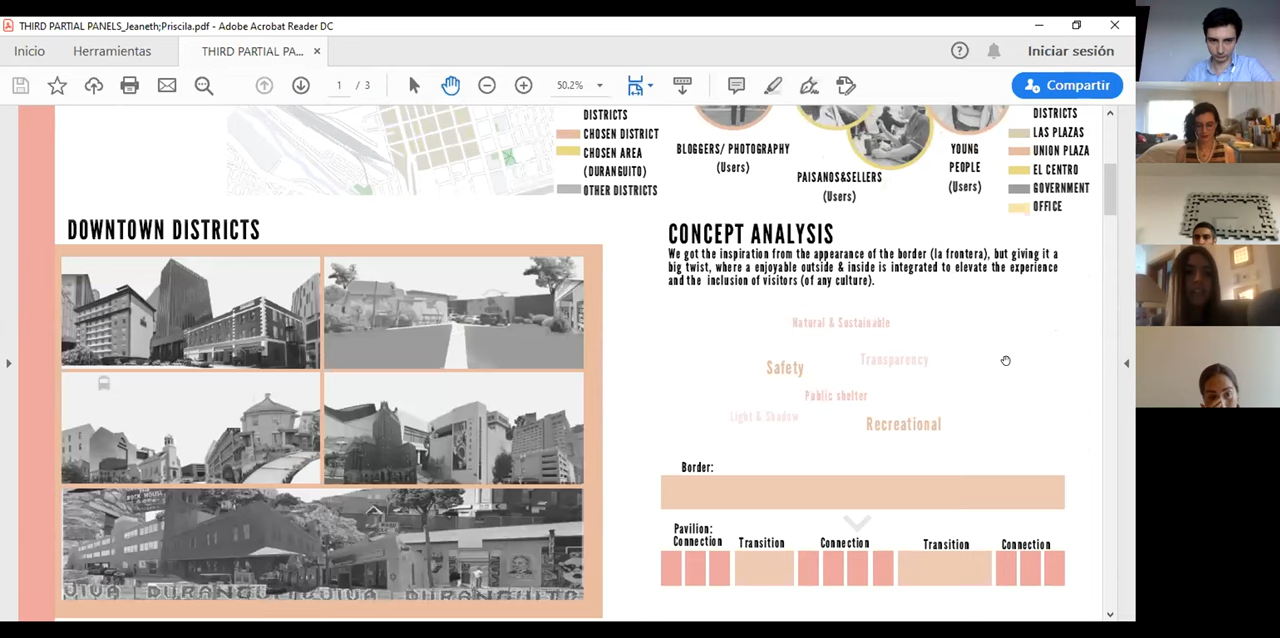 THIRD PARTIAL PANELS_Jeaneth;Priscila.pdf - Adobe Acrobat Reader DC
Inicio
Herramientas
THIRD PARTIAL PA...
Iniciar sesión
1 / 3
50.2%
Compartir
DISTRICTS
CHOSEN DISTRICT
CHOSEN AREA
(DURANGUITO)
OTHER DISTRICTS
BLOGGERS/ PHOTOGRAPHY
(Users)
PAISANOS&SELLERS
(Users)
YOUNG
PEOPLE
(Users)
DISTRICTS
LAS PLAZAS
UNION PLAZA
EL CENTRO
GOVERNMENT
OFFICE
DOWNTOWN DISTRICTS
VIVA DURANGUITO
VIVA DURANGUITO
CONCEPT ANALYSIS
We got the inspiration from the appearance of the border (la frontera), but giving it a
big twist, where a enjoyable outside & inside is integrated to elevate the experience
and the inclusion of visitors (of any culture).
Natural & Sustainable
Safety
Transparency
Public shelter
Light & Shadow
Recreational
Border:
Pavilion:
Connection
Transition
Connection
Transition
Connection